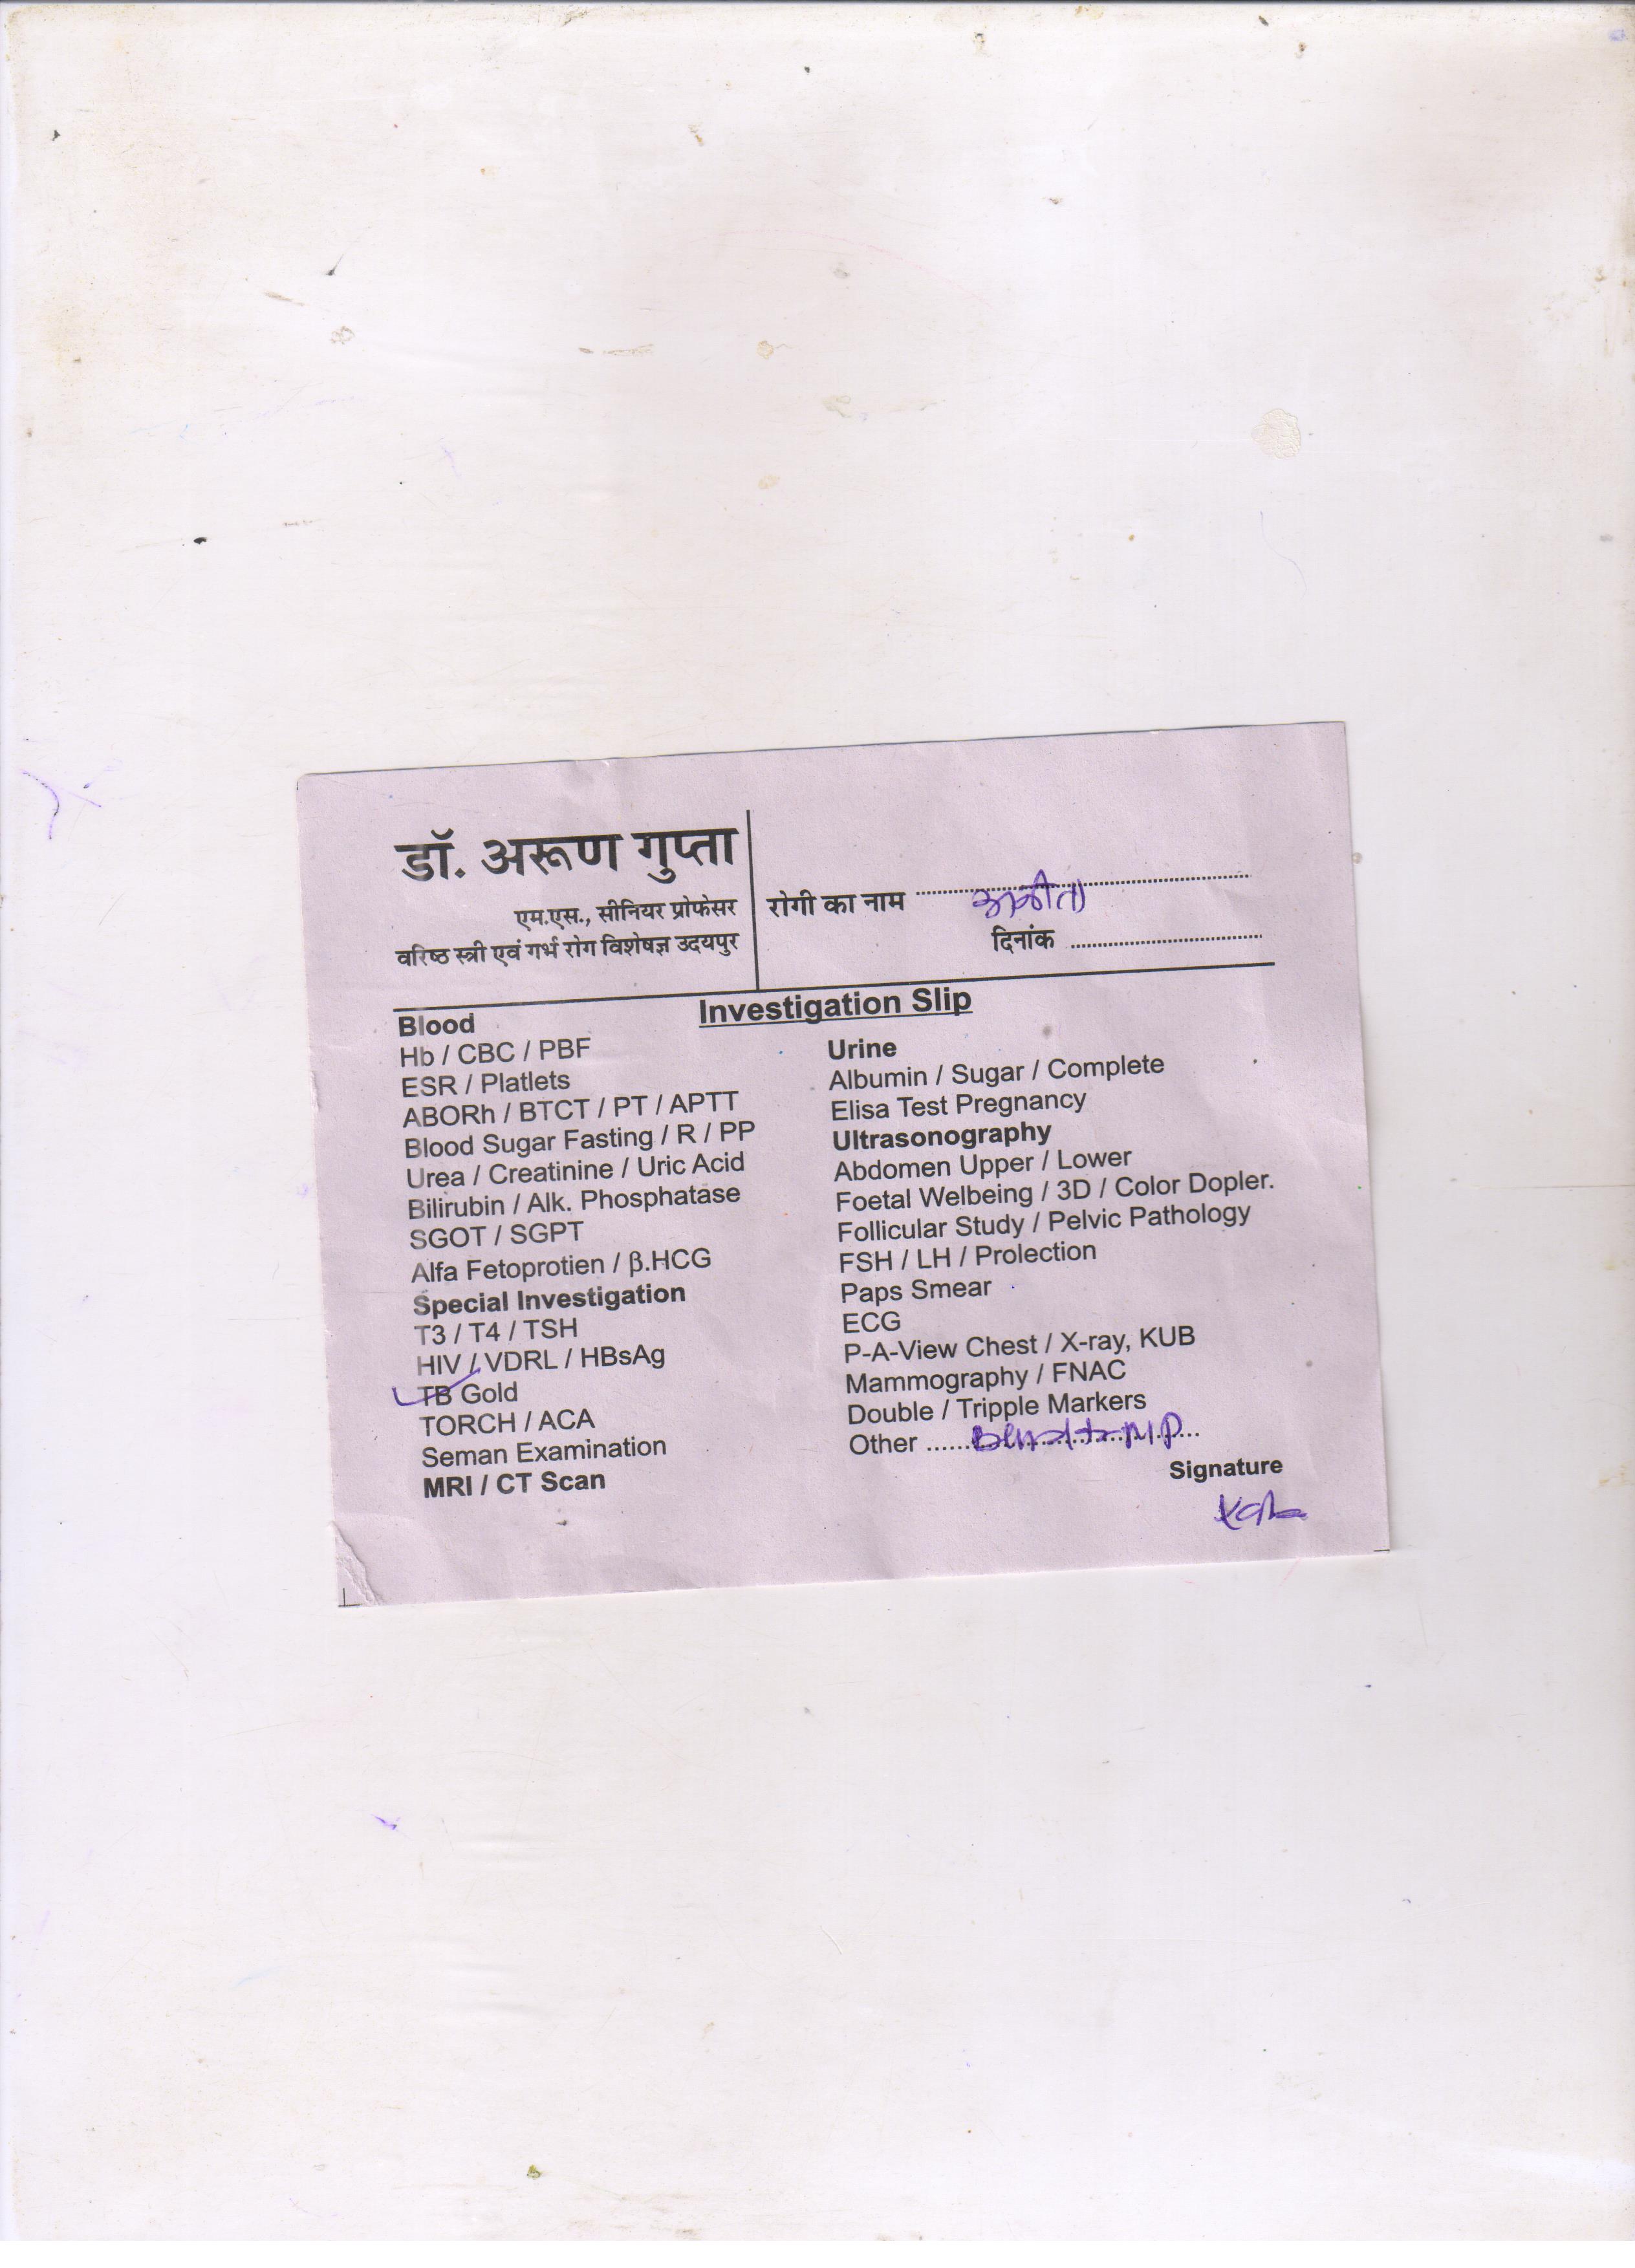 डॉ. अरूण गुप्ता
एम.एस., सीनियर प्रोफेसर
वरिष्ठ स्त्री एवं गर्भ रोग विशेषज्ञ उदयपुर
रोगी का नाम
दिनांक
Investigation Slip
Blood
Hb / CBC / PBF
ESR / Platlets
ABORh / BTCT / PT / APTT
Blood Sugar Fasting / R / PP
Urea / Creatinine / Uric Acid
Bilirubin / Alk. Phosphatase
SGOT / SGPT
Alfa Fetoprotien / β.HCG
Special Investigation
T3 / T4 / TSH
HIV / VDRL / HBsAg
TB Gold
TORCH / ACA
Seman Examination
MRI / CT Scan
Urine
Albumin / Sugar / Complete
Elisa Test Pregnancy
Ultrasonography
Abdomen Upper / Lower
Foetal Welbeing / 3D / Color Dopler.
Follicular Study / Pelvic Pathology
FSH / LH / Prolection
Paps Smear
ECG
P-A-View Chest / X-ray, KUB
Mammography / FNAC
Double / Tripple Markers
Other
Signature